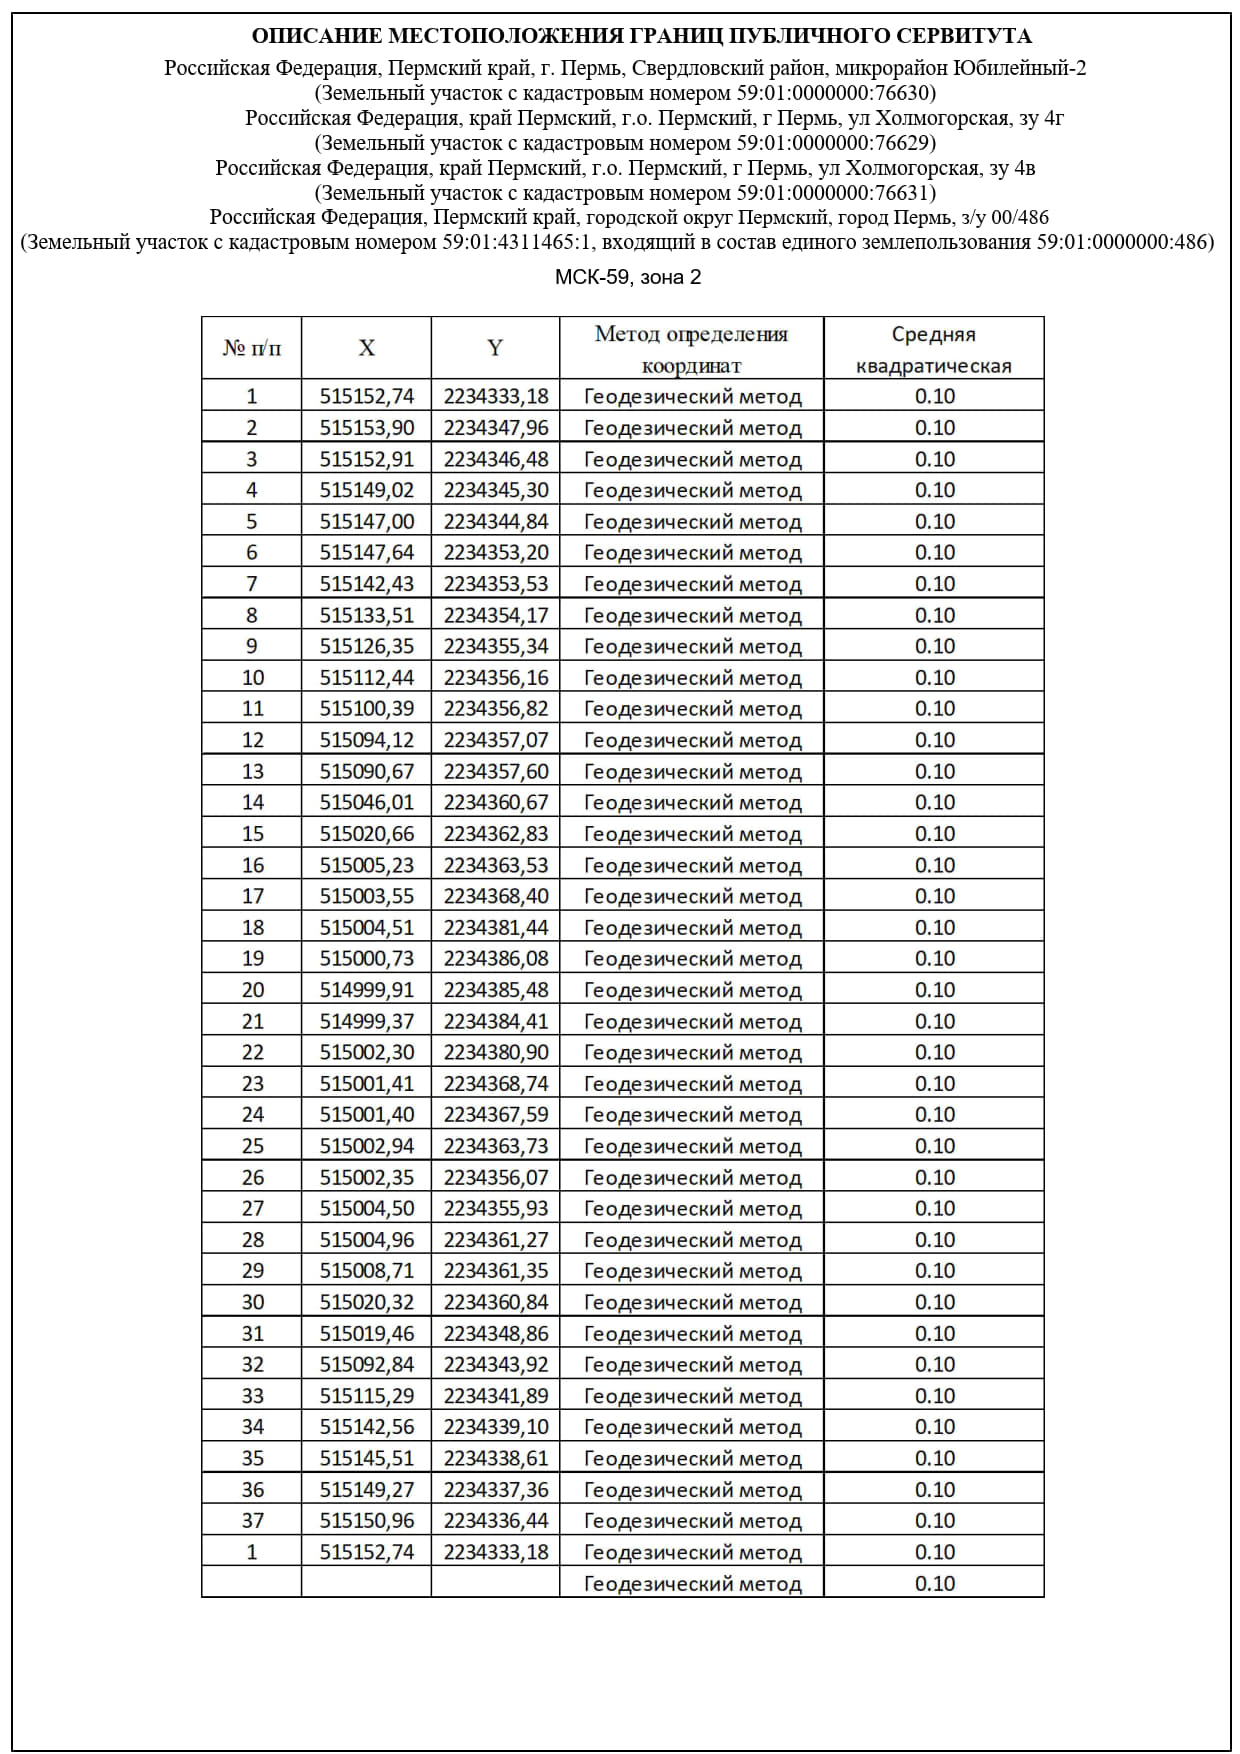 ОПИСАНИЕ МЕСТОПОЛОЖЕНИЯ ГРАНИЦ ПУБЛИЧНОГО СЕРВИТУТА
Российская Федерация, Пермский край, г. Пермь, Свердловский район, микрорайон Юбилейный-2
(Земельный участок с кадастровым номером 59:01:0000000:76630)
Российская Федерация, край Пермский, г.о. Пермский, г Пермь, ул Холмогорская, зу 4г
(Земельный участок с кадастровым номером 59:01:0000000:76629)
Российская Федерация, край Пермский, г.о. Пермский, г Пермь, ул Холмогорская, зу 4в
(Земельный участок с кадастровым номером 59:01:0000000:76631)
Российская Федерация, Пермский край, городской округ Пермский, город Пермь, з/у 00/486
(Земельный участок с кадастровым номером 59:01:4311465:1, входящий в состав единого землепользования 59:01:0000000:486)
МСК-59, зона 2
№ п/п X Y Метод определения координат Средняя квадратическая
1 515152,74 2234333,18 Геодезический метод 0.10
2 515153,90 2234347,96 Геодезический метод 0.10
3 515152,91 2234346,48 Геодезический метод 0.10
4 515149,02 2234345,30 Геодезический метод 0.10
5 515147,00 2234344,84 Геодезический метод 0.10
6 515147,64 2234353,20 Геодезический метод 0.10
7 515142,43 2234353,53 Геодезический метод 0.10
8 515133,51 2234354,17 Геодезический метод 0.10
9 515126,35 2234355,34 Геодезический метод 0.10
10 515112,44 2234356,16 Геодезический метод 0.10
11 515100,39 2234356,82 Геодезический метод 0.10
12 515094,12 2234357,07 Геодезический метод 0.10
13 515090,67 2234357,60 Геодезический метод 0.10
14 515046,01 2234360,67 Геодезический метод 0.10
15 515020,66 2234362,83 Геодезический метод 0.10
16 515005,23 2234363,53 Геодезический метод 0.10
17 515003,55 2234368,40 Геодезический метод 0.10
18 515004,51 2234381,44 Геодезический метод 0.10
19 515000,73 2234386,08 Геодезический метод 0.10
20 514999,91 2234385,48 Геодезический метод 0.10
21 514999,37 2234384,41 Геодезический метод 0.10
22 515002,30 2234380,90 Геодезический метод 0.10
23 515001,41 2234368,74 Геодезический метод 0.10
24 515001,40 2234367,59 Геодезический метод 0.10
25 515002,94 2234363,73 Геодезический метод 0.10
26 515002,35 2234356,07 Геодезический метод 0.10
27 515004,50 2234355,93 Геодезический метод 0.10
28 515004,96 2234361,27 Геодезический метод 0.10
29 515008,71 2234361,35 Геодезический метод 0.10
30 515020,32 2234360,84 Геодезический метод 0.10
31 515019,46 2234348,86 Геодезический метод 0.10
32 515092,84 2234343,92 Геодезический метод 0.10
33 515115,29 2234341,89 Геодезический метод 0.10
34 515142,56 2234339,10 Геодезический метод 0.10
35 515145,51 2234338,61 Геодезический метод 0.10
36 515149,27 2234337,36 Геодезический метод 0.10
37 515150,96 2234336,44 Геодезический метод 0.10
1 515152,74 2234333,18 Геодезический метод 0.10
Геодезический метод 0.10